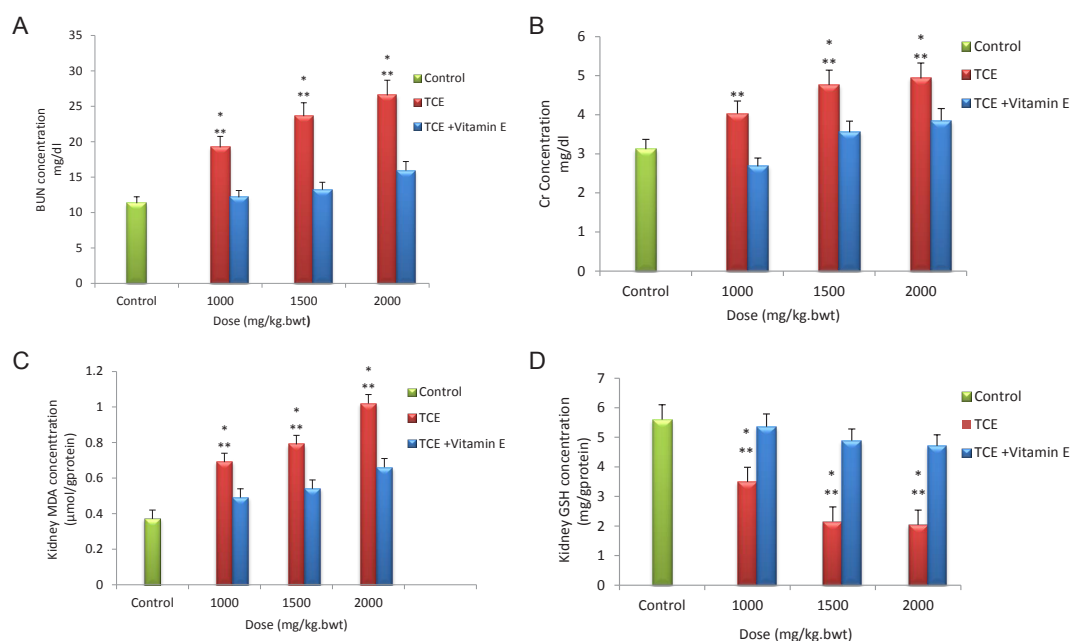 A
BUN concentration
mg/dl
35
30
25
20
15
10
5
0
*
**
*
**
*
**
Control
1000
1500
2000
Dose (mg/kg.bwt)
Control
TCE
TCE +Vitamin E
B
Cr Concentration
mg/dl
6
5
4
3
2
1
0
**
*
**
*
**
Control
1000
1500
2000
Dose (mg/kg.bwt)
Control
TCE
TCE +Vitamin E
C
Kidney MDA concentration
(µmol/gprotein)
1.2
1
0.8
0.6
0.4
0.2
0
*
**
*
**
*
**
Control
1000
1500
2000
Dose (mg/kg.bwt)
Control
TCE
TCE +Vitamin E
D
Kidney GSH concentration
(mg/gprotein)
7
6
5
4
3
2
1
0
*
**
*
**
*
**
Control
1000
1500
2000
Dose (mg/kg.bwt)
Control
TCE
TCE +Vitamin E